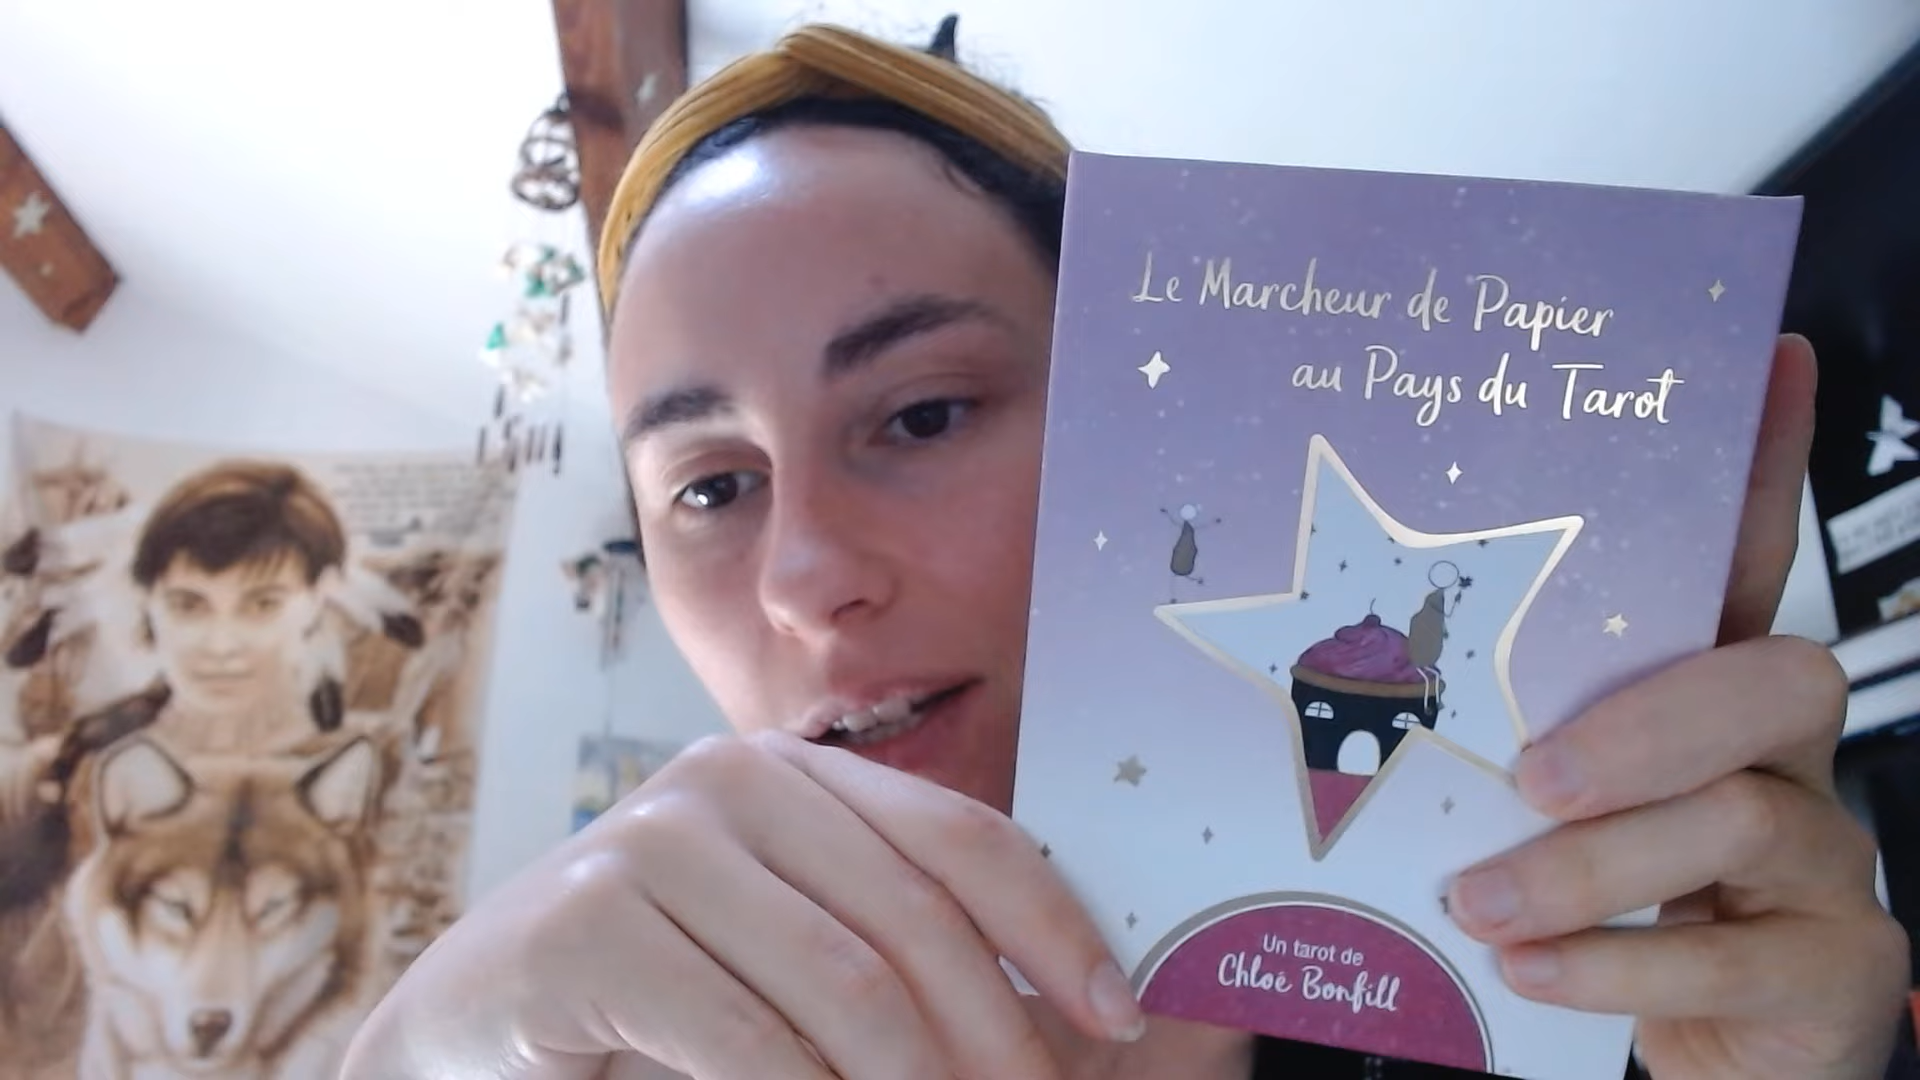 Le Marcheur de Papier
au Pays du Tarot
Un tarot de
Chloé Bonfill